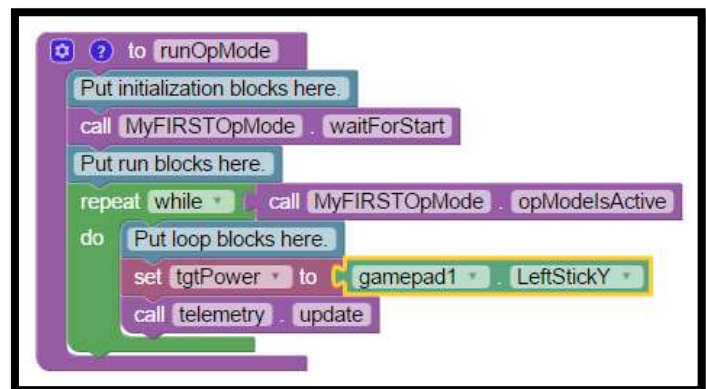 ? to runOpMode
Put initialization blocks here.
call MyFIRSTOpMode . waitForStart
Put run blocks here.
repeat while call MyFIRSTOpMode . opModeIsActive
do Put loop blocks here.
set tgtPower to gamepad1 . LeftStickY
call telemetry . update